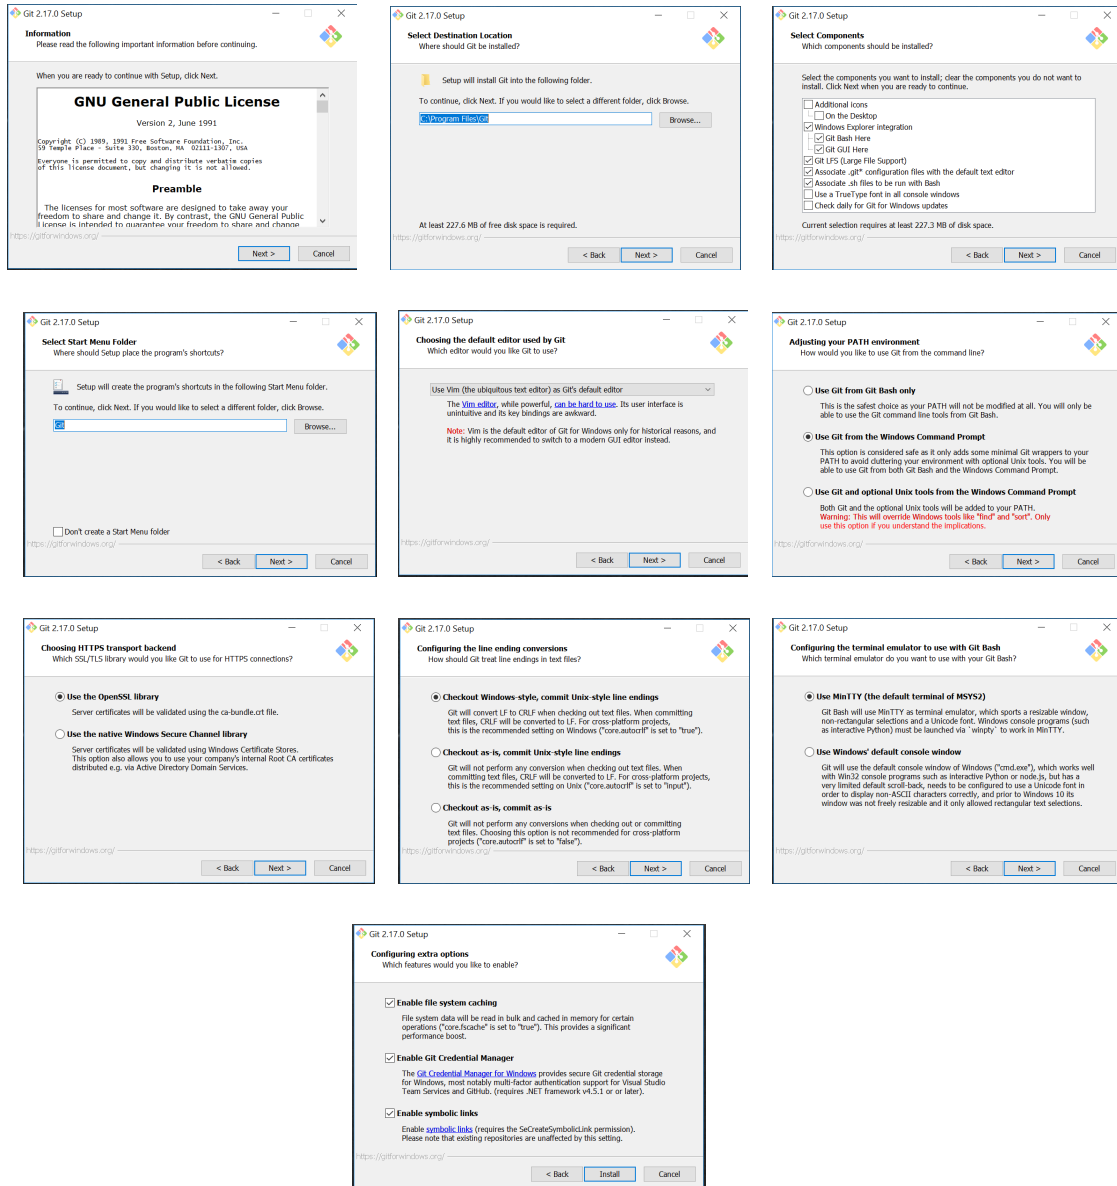 Git 2.17.0 Setup
Information
Please read the following important information before continuing.
When you are ready to continue with Setup, click Next.
GNU General Public License
Version 2, June 1991
Copyright (C) 1989, 1991 Free Software Foundation, Inc.
59 Temple Place - Suite 330, Boston, MA  02111-1307, USA
Everyone is permitted to copy and distribute verbatim copies
of this license document, but changing it is not allowed.
Preamble
The licenses for most software are designed to take away your
freedom to share and change it. By contrast, the GNU General Public
License is intended to guarantee your freedom to share and change
https://gitforwindows.org/
Next >
Cancel
Git 2.17.0 Setup
Select Destination Location
Where should Git be installed?
Setup will install Git into the following folder.
To continue, click Next. If you would like to select a different folder, click Browse.
C:\Program Files\Git
Browse...
At least 227.6 MB of free disk space is required.
https://gitforwindows.org/
< Back
Next >
Cancel
Git 2.17.0 Setup
Select Components
Which components should be installed?
Select the components you want to install; clear the components you do not want to
install. Click Next when you are ready to continue.
Additional icons
On the Desktop
Windows Explorer integration
Git Bash Here
Git GUI Here
Git LFS (Large File Support)
Associate .git* configuration files with the default text editor
Associate .sh files to be run with Bash
Use a TrueType font in all console windows
Check daily for Git for Windows updates
Current selection requires at least 227.3 MB of disk space.
https://gitforwindows.org/
< Back
Next >
Cancel
Git 2.17.0 Setup
Select Start Menu Folder
Where should Setup place the program's shortcuts?
Setup will create the program's shortcuts in the following Start Menu folder.
To continue, click Next. If you would like to select a different folder, click Browse.
Git
Browse...
Don't create a Start Menu folder
https://gitforwindows.org/
< Back
Next >
Cancel
Git 2.17.0 Setup
Choosing the default editor used by Git
Which editor would you like Git to use?
Use Vim (the ubiquitous text editor) as Git's default editor
The Vim editor, while powerful, can be hard to use. Its user interface is
unintuitive and its key bindings are awkward.
Note: Vim is the default editor of Git for Windows only for historical reasons, and
it is highly recommended to switch to a modern GUI editor instead.
https://gitforwindows.org/
< Back
Next >
Cancel
Git 2.17.0 Setup
Adjusting your PATH environment
How would you like to use Git from the command line?
Use Git from Git Bash only
This is the safest choice as your PATH will not be modified at all. You will only be
able to use the Git command line tools from Git Bash.
Use Git from the Windows Command Prompt
This option is considered safe as it only adds some minimal Git wrappers to your
PATH to avoid cluttering your environment with optional Unix tools. You will be
able to use Git from both Git Bash and the Windows Command Prompt.
Use Git and optional Unix tools from the Windows Command Prompt
Both Git and the optional Unix tools will be added to your PATH.
Warning: This will override Windows tools like "find" and "sort". Only
use this option if you understand the implications.
https://gitforwindows.org/
< Back
Next >
Cancel
Git 2.17.0 Setup
Choosing HTTPS transport backend
Which SSL/TLS library would you like Git to use for HTTPS connections?
Use the OpenSSL library
Server certificates will be validated using the ca-bundle.crt file.
Use the native Windows Secure Channel library
Server certificates will be validated using Windows Certificate Stores.
This option also allows you to use your company's internal Root CA certificates
distributed e.g. via Active Directory Domain Services.
https://gitforwindows.org/
< Back
Next >
Cancel
Git 2.17.0 Setup
Configuring the line ending conversions
How should Git treat line endings in text files?
Checkout Windows-style, commit Unix-style line endings
Git will convert LF to CRLF when checking out text files. When committing
text files, CRLF will be converted to LF. For cross-platform projects,
this is the recommended setting on Windows ("core.autocrlf" is set to "true").
Checkout as-is, commit Unix-style line endings
Git will not perform any conversion when checking out text files. When
committing text files, CRLF will be converted to LF. For cross-platform projects,
this is the recommended setting on Unix ("core.autocrlf" is set to "input").
Checkout as-is, commit as-is
Git will not perform any conversions when checking out or committing
text files. Choosing this option is not recommended for cross-platform
projects ("core.autocrlf" is set to "false").
https://gitforwindows.org/
< Back
Next >
Cancel
Git 2.17.0 Setup
Configuring the terminal emulator to use with Git Bash
Which terminal emulator do you want to use with your Git Bash?
Use MinTTY (the default terminal of MSYS2)
Git Bash will use MinTTY as terminal emulator, which sports a resizable window,
non-rectangular selections and a Unicode font. Windows console programs (such
as interactive Python) must be launched via `winpty` to work in MinTTY.
Use Windows' default console window
Git will use the default console window of Windows ("cmd.exe"), which works well
with Win32 console programs such as interactive Python or node.js, but has a
very limited default scroll-back, needs to be configured to use a Unicode font in
order to display non-ASCII characters correctly, and prior to Windows 10 its
window was not freely resizable and it only allowed rectangular text selections.
https://gitforwindows.org/
< Back
Next >
Cancel
Git 2.17.0 Setup
Configuring extra options
Which features would you like to enable?
Enable file system caching
File system data will be read in bulk and cached in memory for certain
operations ("core.fscache" is set to "true"). This provides a significant
performance boost.
Enable Git Credential Manager
The Git Credential Manager for Windows provides secure Git credential storage
for Windows, most notably multi-factor authentication support for Visual Studio
Team Services and GitHub. (requires .NET framework v4.5.1 or or later).
Enable symbolic links
Enable symbolic links (requires the SeCreateSymbolicLink permission).
Please note that existing repositories are unaffected by this setting.
https://gitforwindows.org/
< Back
Install
Cancel